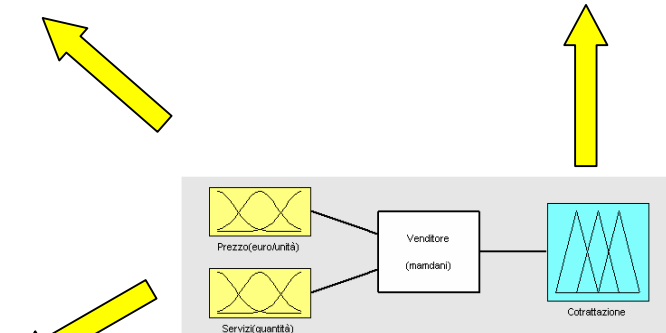 Prezzo(euro/unità)
Venditore
(mamdani)
Servizi(quantità)
Cotrattazione